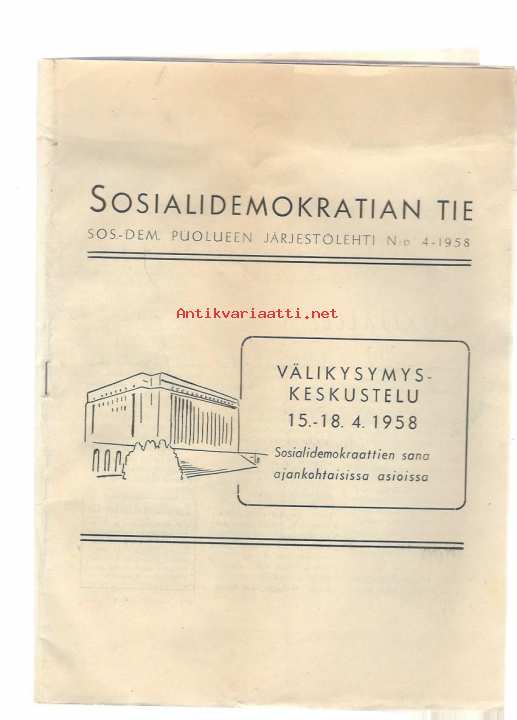 SOSIALIDEMOKRATIAN TIE
SOS.-DEM. PUOLUEEN JÄRJESTÖLEHTI N:o 4-1958
Antikvariaatti.net
VÄLIKYSYMYS-
KESKUSTELU
15.-18. 4. 1958
Sosialidemokraattien sana
ajankohtaisissa asioissa